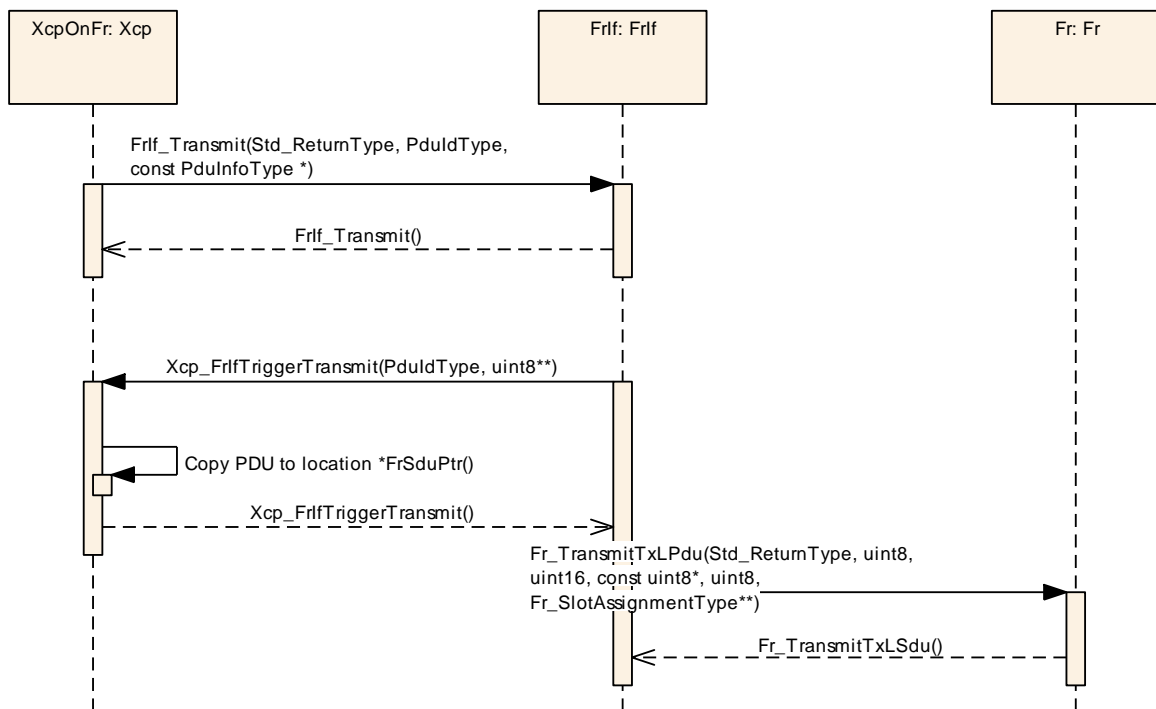 XcpOnFr: Xcp
FrIf: FrIf
Fr: Fr
FrIf_Transmit(Std_ReturnType, PduIdType,
const PduInfoType *)
FrIf_Transmit()
Xcp_FrIfTriggerTransmit(PduIdType, uint8**)
Copy PDU to location *FrSduPtr()
Xcp_FrIfTriggerTransmit()
Fr_TransmitTxLPdu(Std_ReturnType, uint8,
uint16, const uint8*, uint8,
Fr_SlotAssignmentType**)
Fr_TransmitTxLSdu()